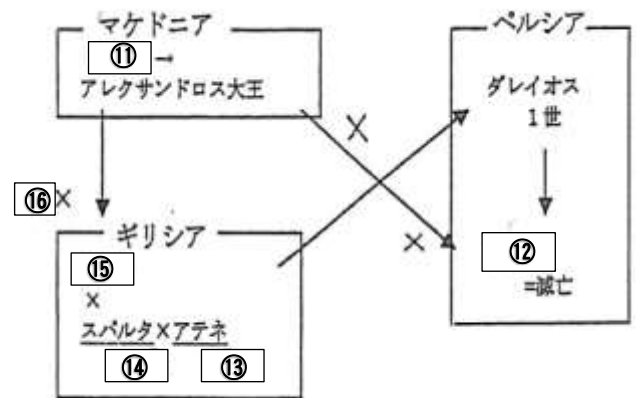 マケドニア
⑪→
アレクサンドロス大王
ペルシア
ダレイオス
1世
⑫
=滅亡
×
×
⑯×
ギリシア
⑮
×
スパルタ×アテネ
⑭ ⑬